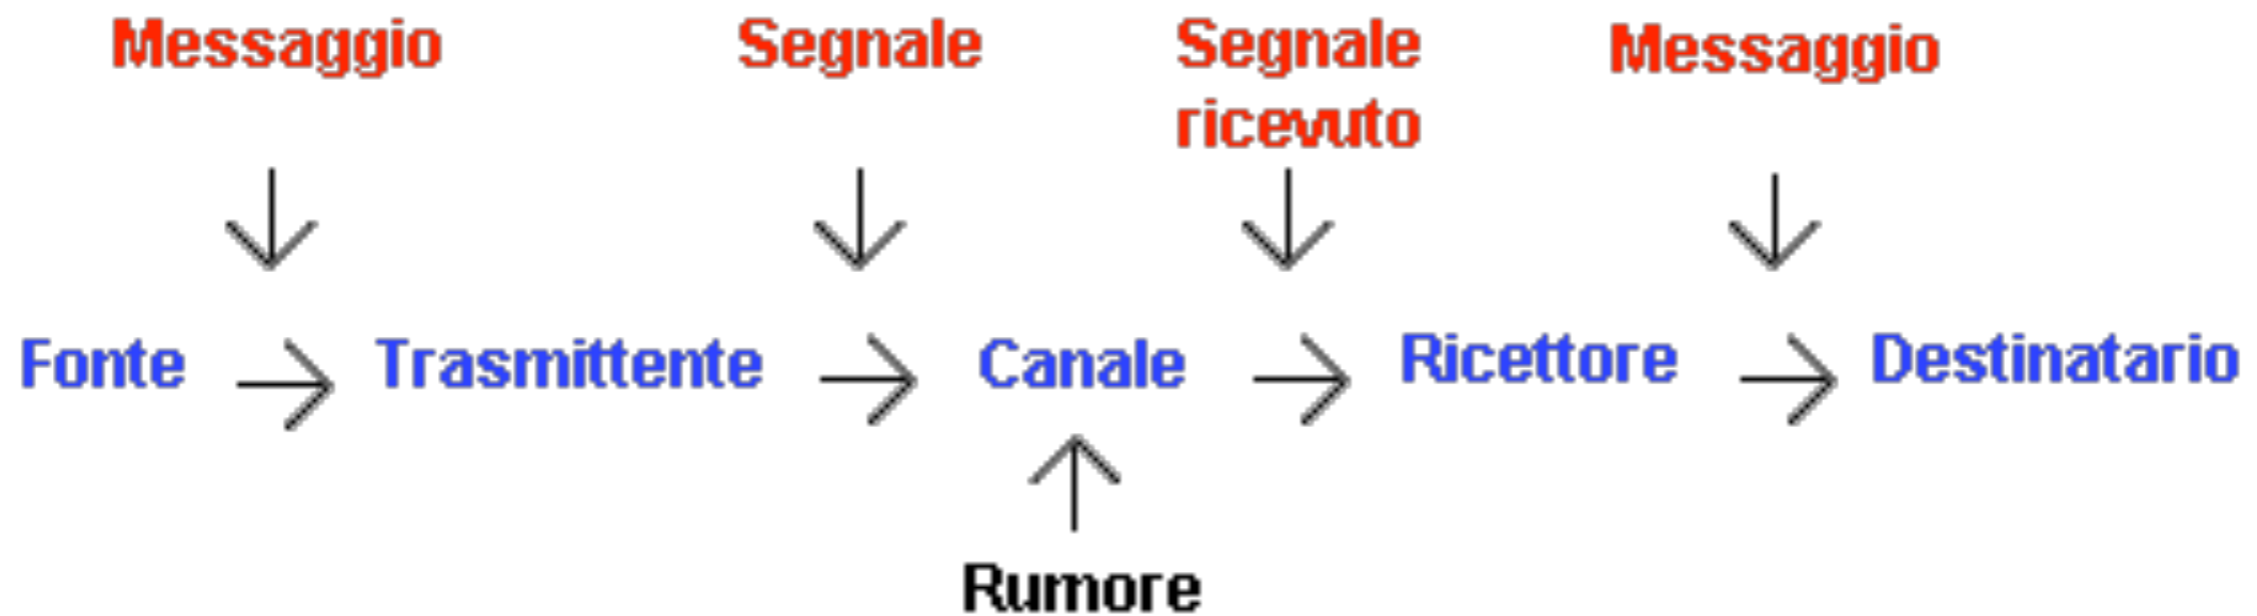 Messaggio
Segnale
Segnale
ricevuto
Messaggio
Fonte
Trasmittente
Canale
Ricettore
Destinatario
Rumore